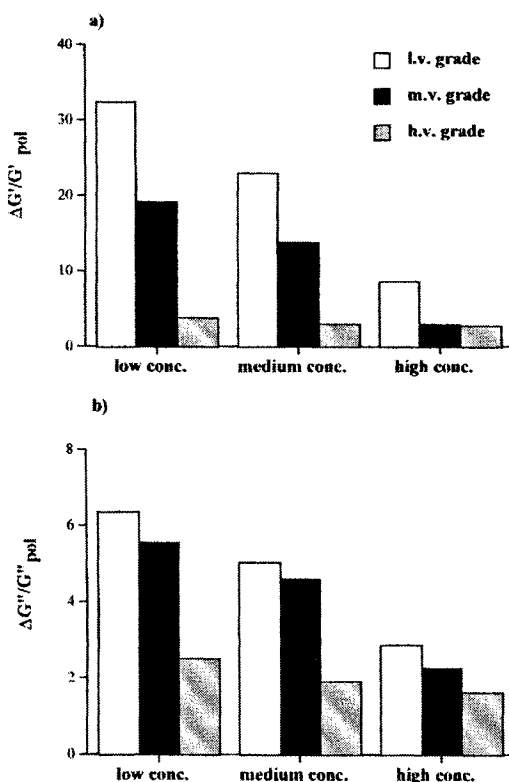 a)
40
30
20
10
0
ΔG'/G' pol
l.v. grade
m.v. grade
h.v. grade
low conc. medium conc. high conc.
b)
8
6
4
2
0
ΔG"/G" pol
low conc. medium conc. high conc.